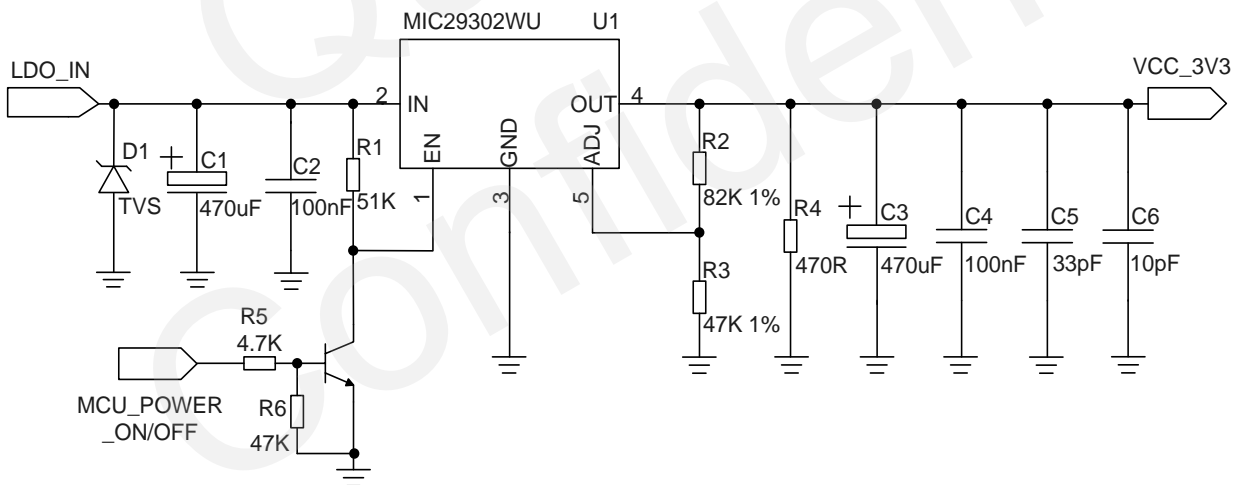 MIC29302WU
U1
LDO_IN
VCC_3V3
2
IN
OUT
4
EN
GND
ADJ
1
3
5
D1
TVS
C1
470uF
C2
100nF
R1
51K
R2
82K 1%
R3
47K 1%
R4
470R
C3
470uF
C4
100nF
C5
33pF
C6
10pF
R5
4.7K
MCU_POWER
_ON/OFF
R6
47K